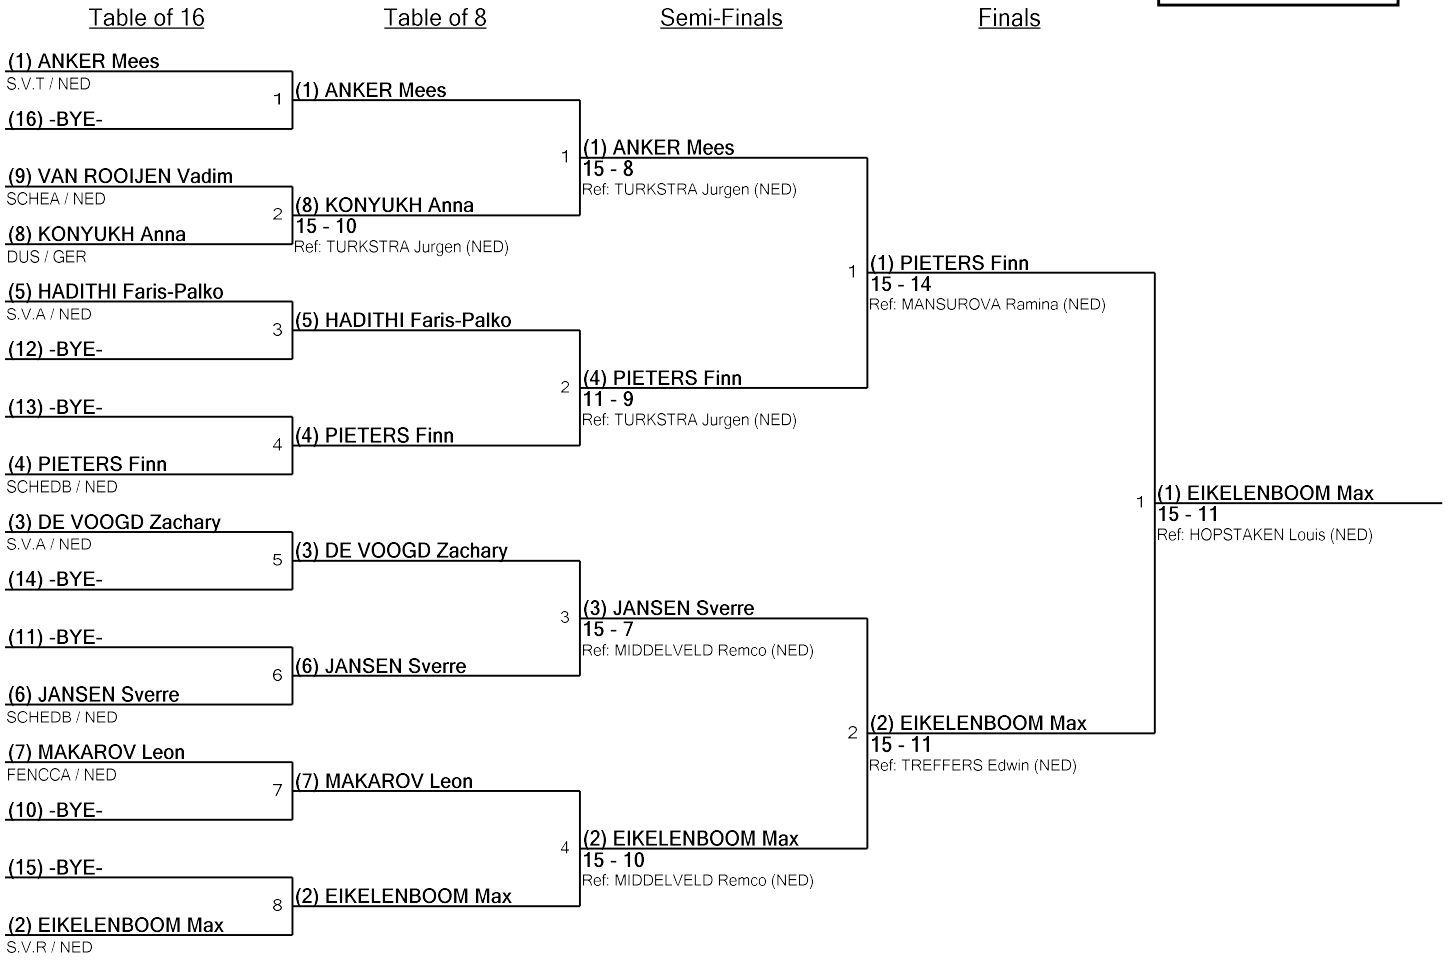 Table of 16
Table of 8
Semi-Finals
Finals
(1) ANKER Mees
S.V.T / NED
1
(16) -BYE-
(1) ANKER Mees
(9) VAN ROOIJEN Vadim
SCHEA / NED
2
(8) KONYUKH Anna
DUS / GER
(8) KONYUKH Anna
15 - 10
Ref: TURKSTRA Jurgen (NED)
1
(1) ANKER Mees
15 - 8
Ref: TURKSTRA Jurgen (NED)
(5) HADITHI Faris-Palko
S.V.A / NED
3
(12) -BYE-
(5) HADITHI Faris-Palko
(13) -BYE-
4
(4) PIETERS Finn
SCHEDB / NED
(4) PIETERS Finn
2
(4) PIETERS Finn
11 - 9
Ref: TURKSTRA Jurgen (NED)
1
(1) PIETERS Finn
15 - 14
Ref: MANSUROVA Ramina (NED)
(3) DE VOOGD Zachary
S.V.A / NED
5
(14) -BYE-
(3) DE VOOGD Zachary
(11) -BYE-
6
(6) JANSEN Sverre
SCHEDB / NED
(6) JANSEN Sverre
3
(3) JANSEN Sverre
15 - 7
Ref: MIDDELVELD Remco (NED)
(7) MAKAROV Leon
FENCCA / NED
7
(10) -BYE-
(7) MAKAROV Leon
(15) -BYE-
8
(2) EIKELENBOOM Max
S.V.R / NED
(2) EIKELENBOOM Max
4
(2) EIKELENBOOM Max
15 - 10
Ref: MIDDELVELD Remco (NED)
2
(2) EIKELENBOOM Max
15 - 11
Ref: TREFFERS Edwin (NED)
1
(1) EIKELENBOOM Max
15 - 11
Ref: HOPSTAKEN Louis (NED)